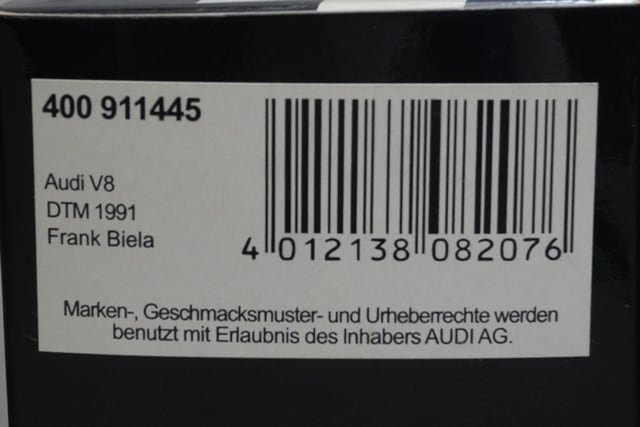 400 911445
Audi V8
DTM 1991
Frank Biela
4 012138 082076
Marken-, Geschmacksmuster- und Urheberrechte werden
benutzt mit Erlaubnis des Inhabers AUDI AG.